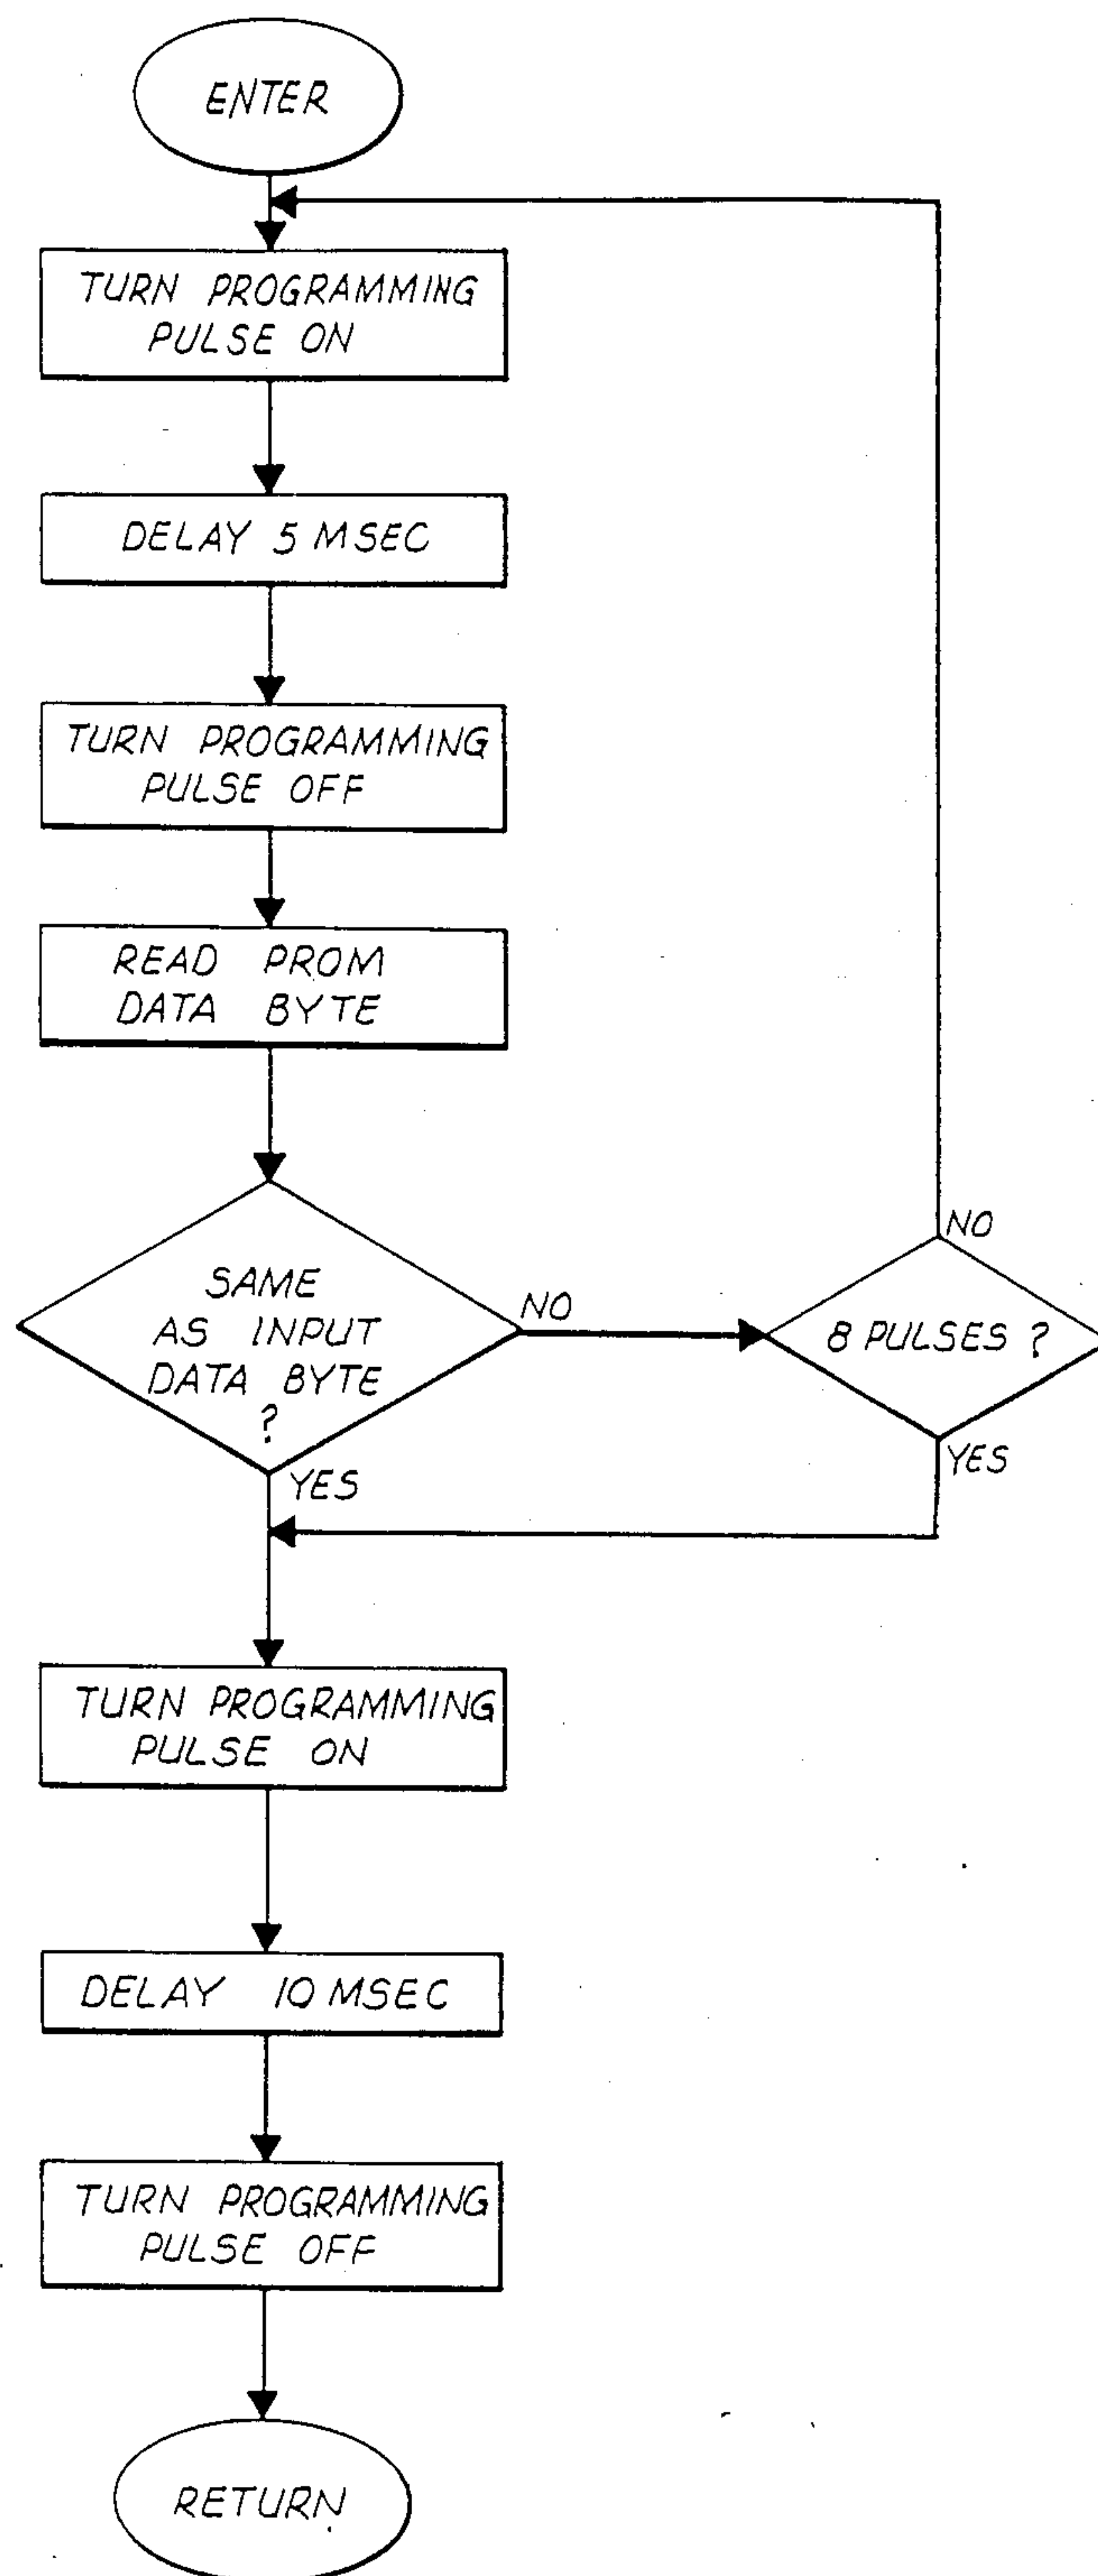 ENTER
TURN PROGRAMMING
PULSE ON
DELAY 5 MSEC
TURN PROGRAMMING
PULSE OFF
READ PROM
DATA BYTE
SAME
AS INPUT
DATA BYTE
?
NO
YES
8 PULSES ?
NO
YES
TURN PROGRAMMING
PULSE ON
DELAY 10 MSEC
TURN PROGRAMMING
PULSE OFF
RETURN